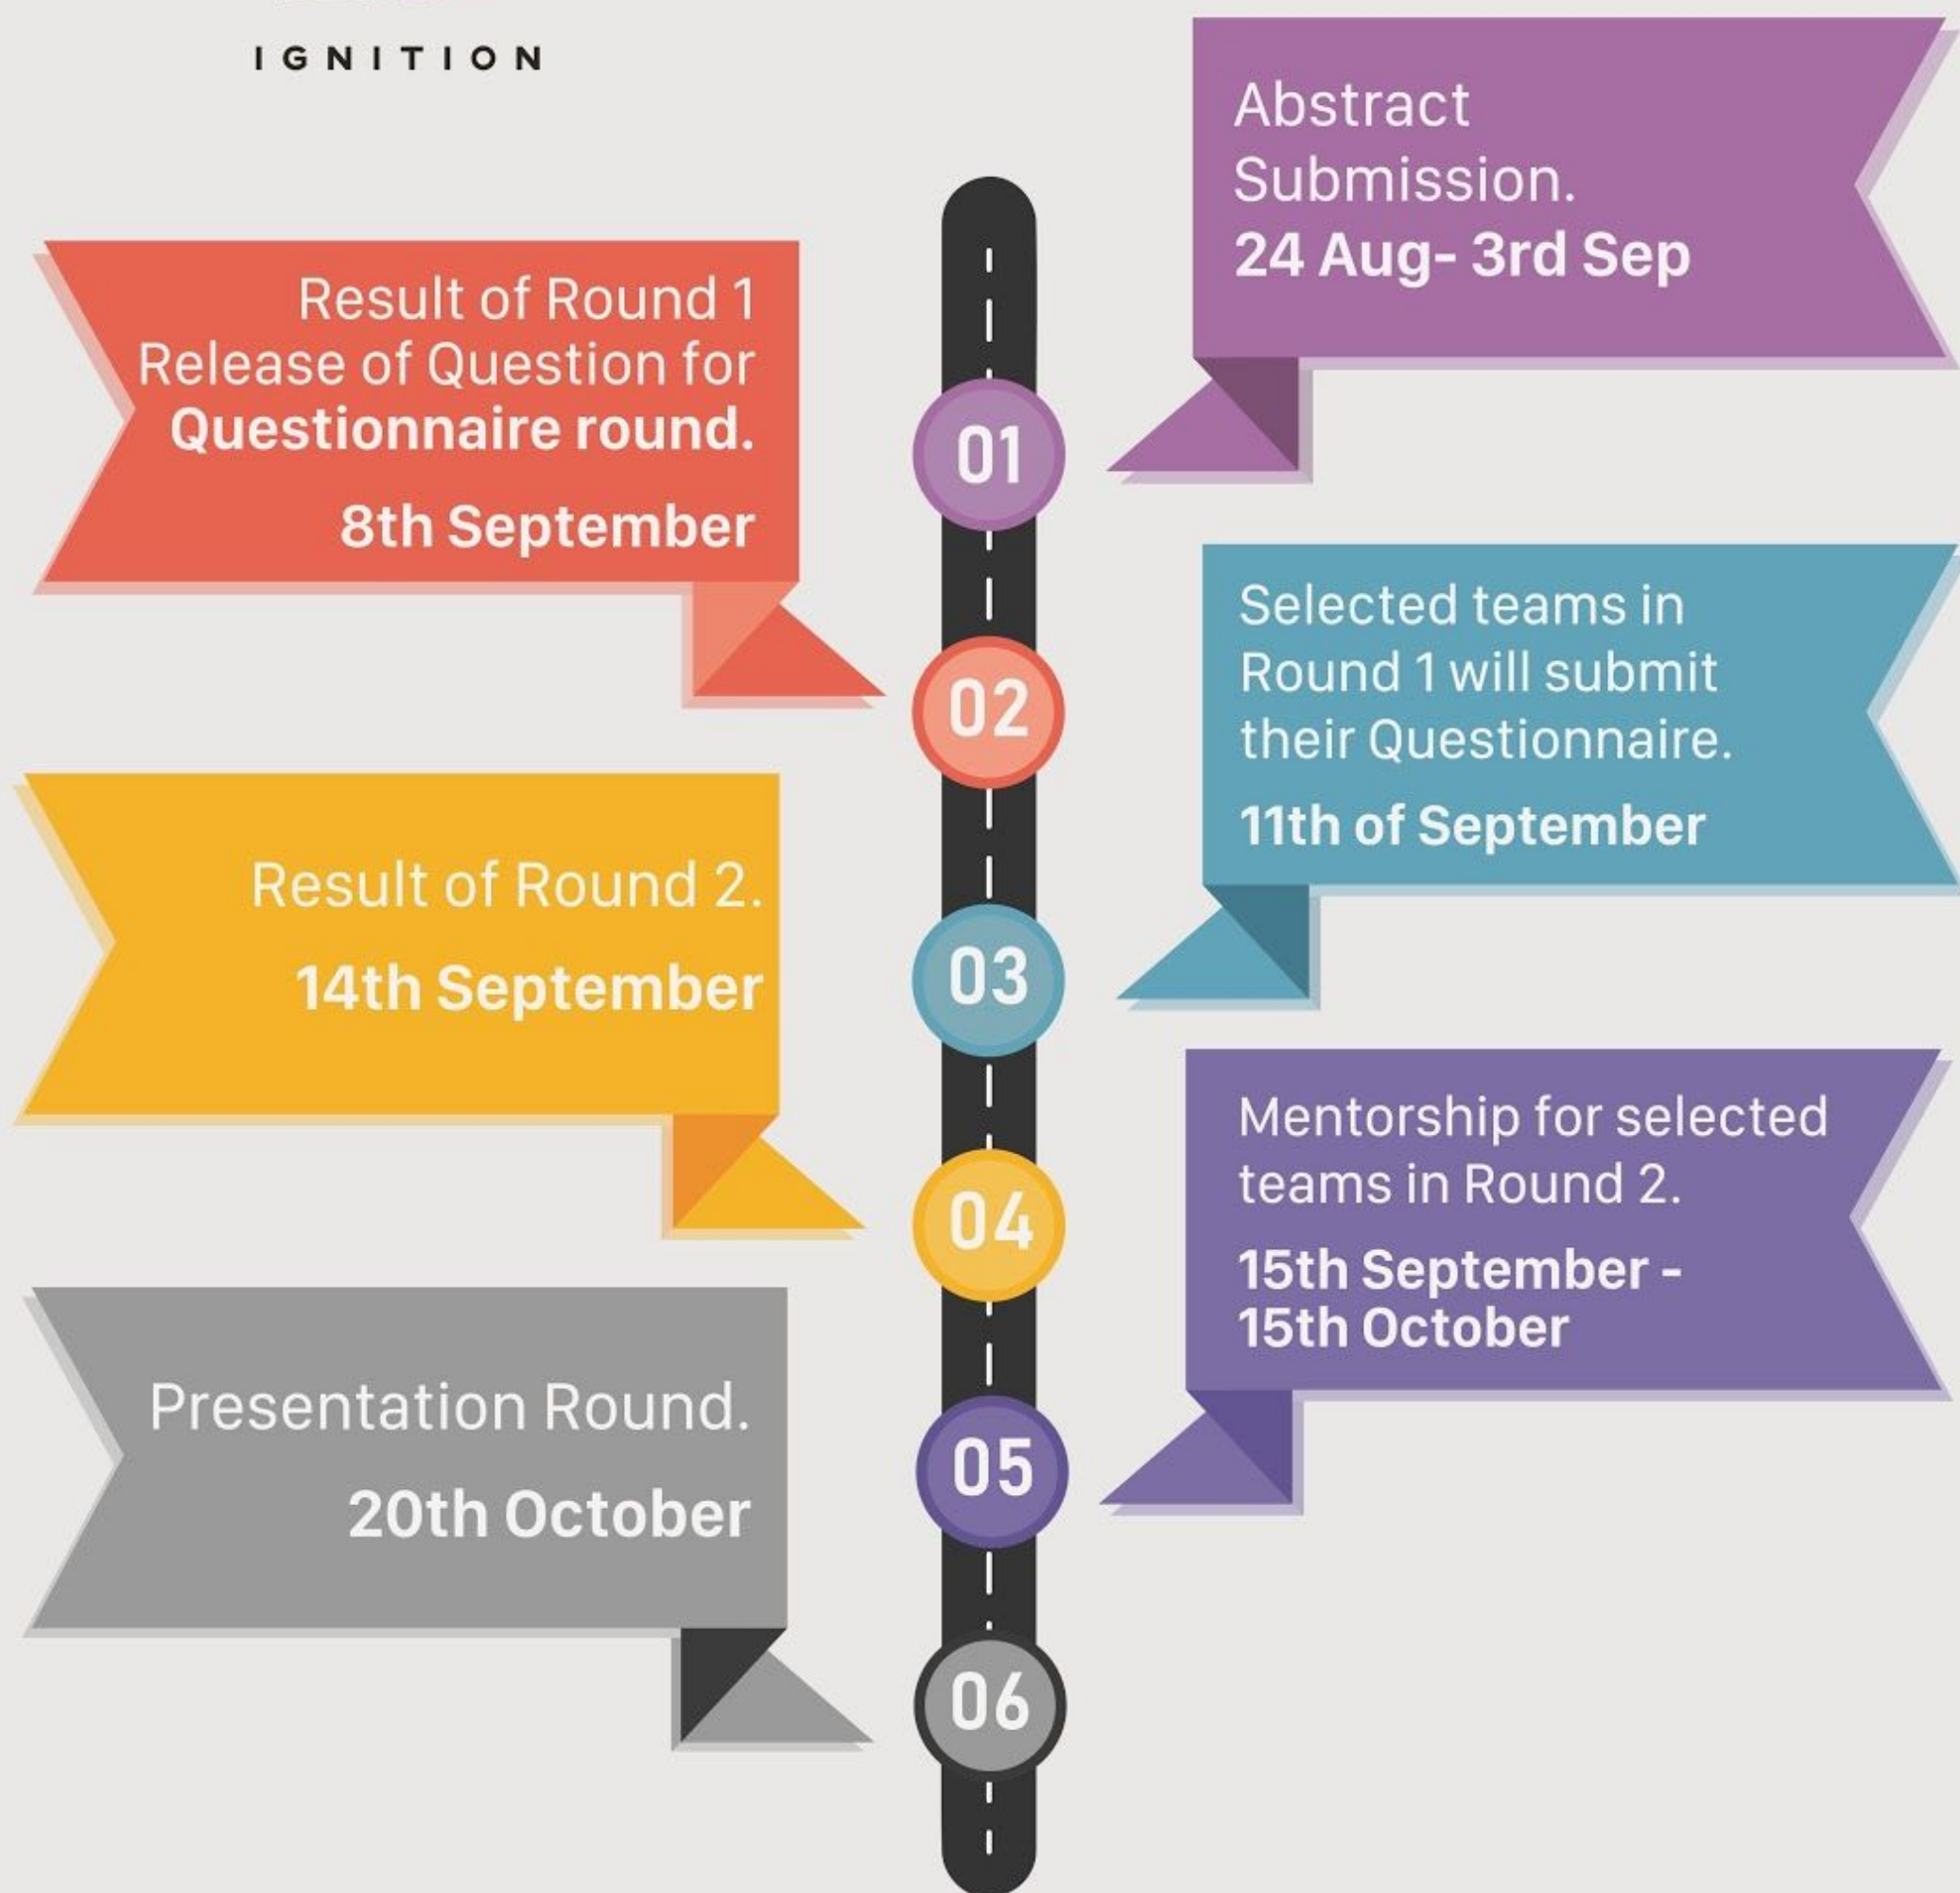 IGNITION
Abstract
Submission.
24 Aug- 3rd Sep
01
Result of Round 1
Release of Question for
Questionnaire round.
8th September
02
Selected teams in
Round 1 will submit
their Questionnaire.
11th of September
03
Result of Round 2.
14th September
04
Mentorship for selected
teams in Round 2.
15th September -
15th October
05
Presentation Round.
20th October
06